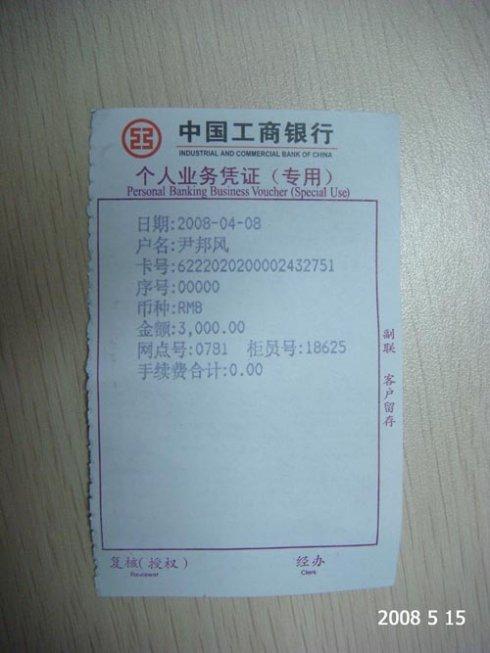 中国工商银行
INDUSTRIAL AND COMMERCIAL BANK OF CHINA
个人业务凭证（专用）
Personal Banking Business Voucher (Special Use)
日期:2008-04-08
户名:尹邦风
卡号:6222020200002432751
序号:00000
币种:RMB
金额:3,000.00
网点号:0781 柜员号:18625
手续费合计:0.00
副联 客户留存
复核(授权) 经办
Reviewer Clerk
2008 5 15